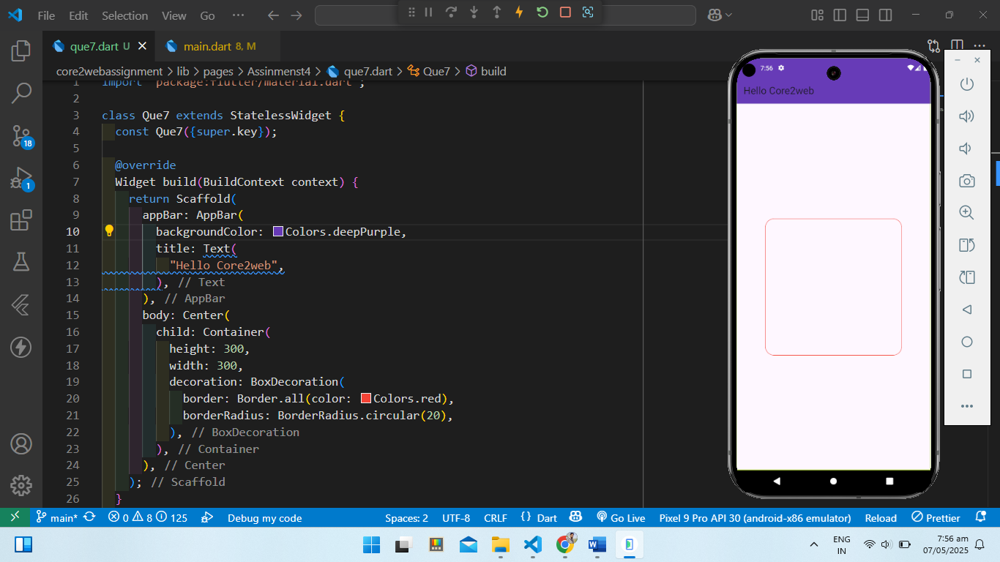 File Edit Selection View Go ···
que7.dart U
main.dart 8, M
core2webassignment > lib > pages > Assinmenst4 > que7.dart > Que7 > build
1 import 'package:flutter/material.dart';
2
3 class Que7 extends StatelessWidget {
4 const Que7({super.key});
5
6 @override
7 Widget build(BuildContext context) {
8 return Scaffold(
9 appBar: AppBar(
10 backgroundColor: Colors.deepPurple,
11 title: Text(
12 "Hello Core2web",
13 ), // Text
14 ), // AppBar
15 body: Center(
16 child: Container(
17 height: 300,
18 width: 300,
19 decoration: BoxDecoration(
20 border: Border.all(color: Colors.red),
21 borderRadius: BorderRadius.circular(20),
22 ), // BoxDecoration
23 ), // Container
24 ), // Center
25 ); // Scaffold
26 }
18
1
7:56
Hello Core2web
main* 0 8 125 Debug my code Spaces: 2 UTF-8 CRLF {} Dart Go Live Pixel 9 Pro API 30 (android-x86 emulator) Reload Prettier
ENG
IN
7:56 am
07/05/2025